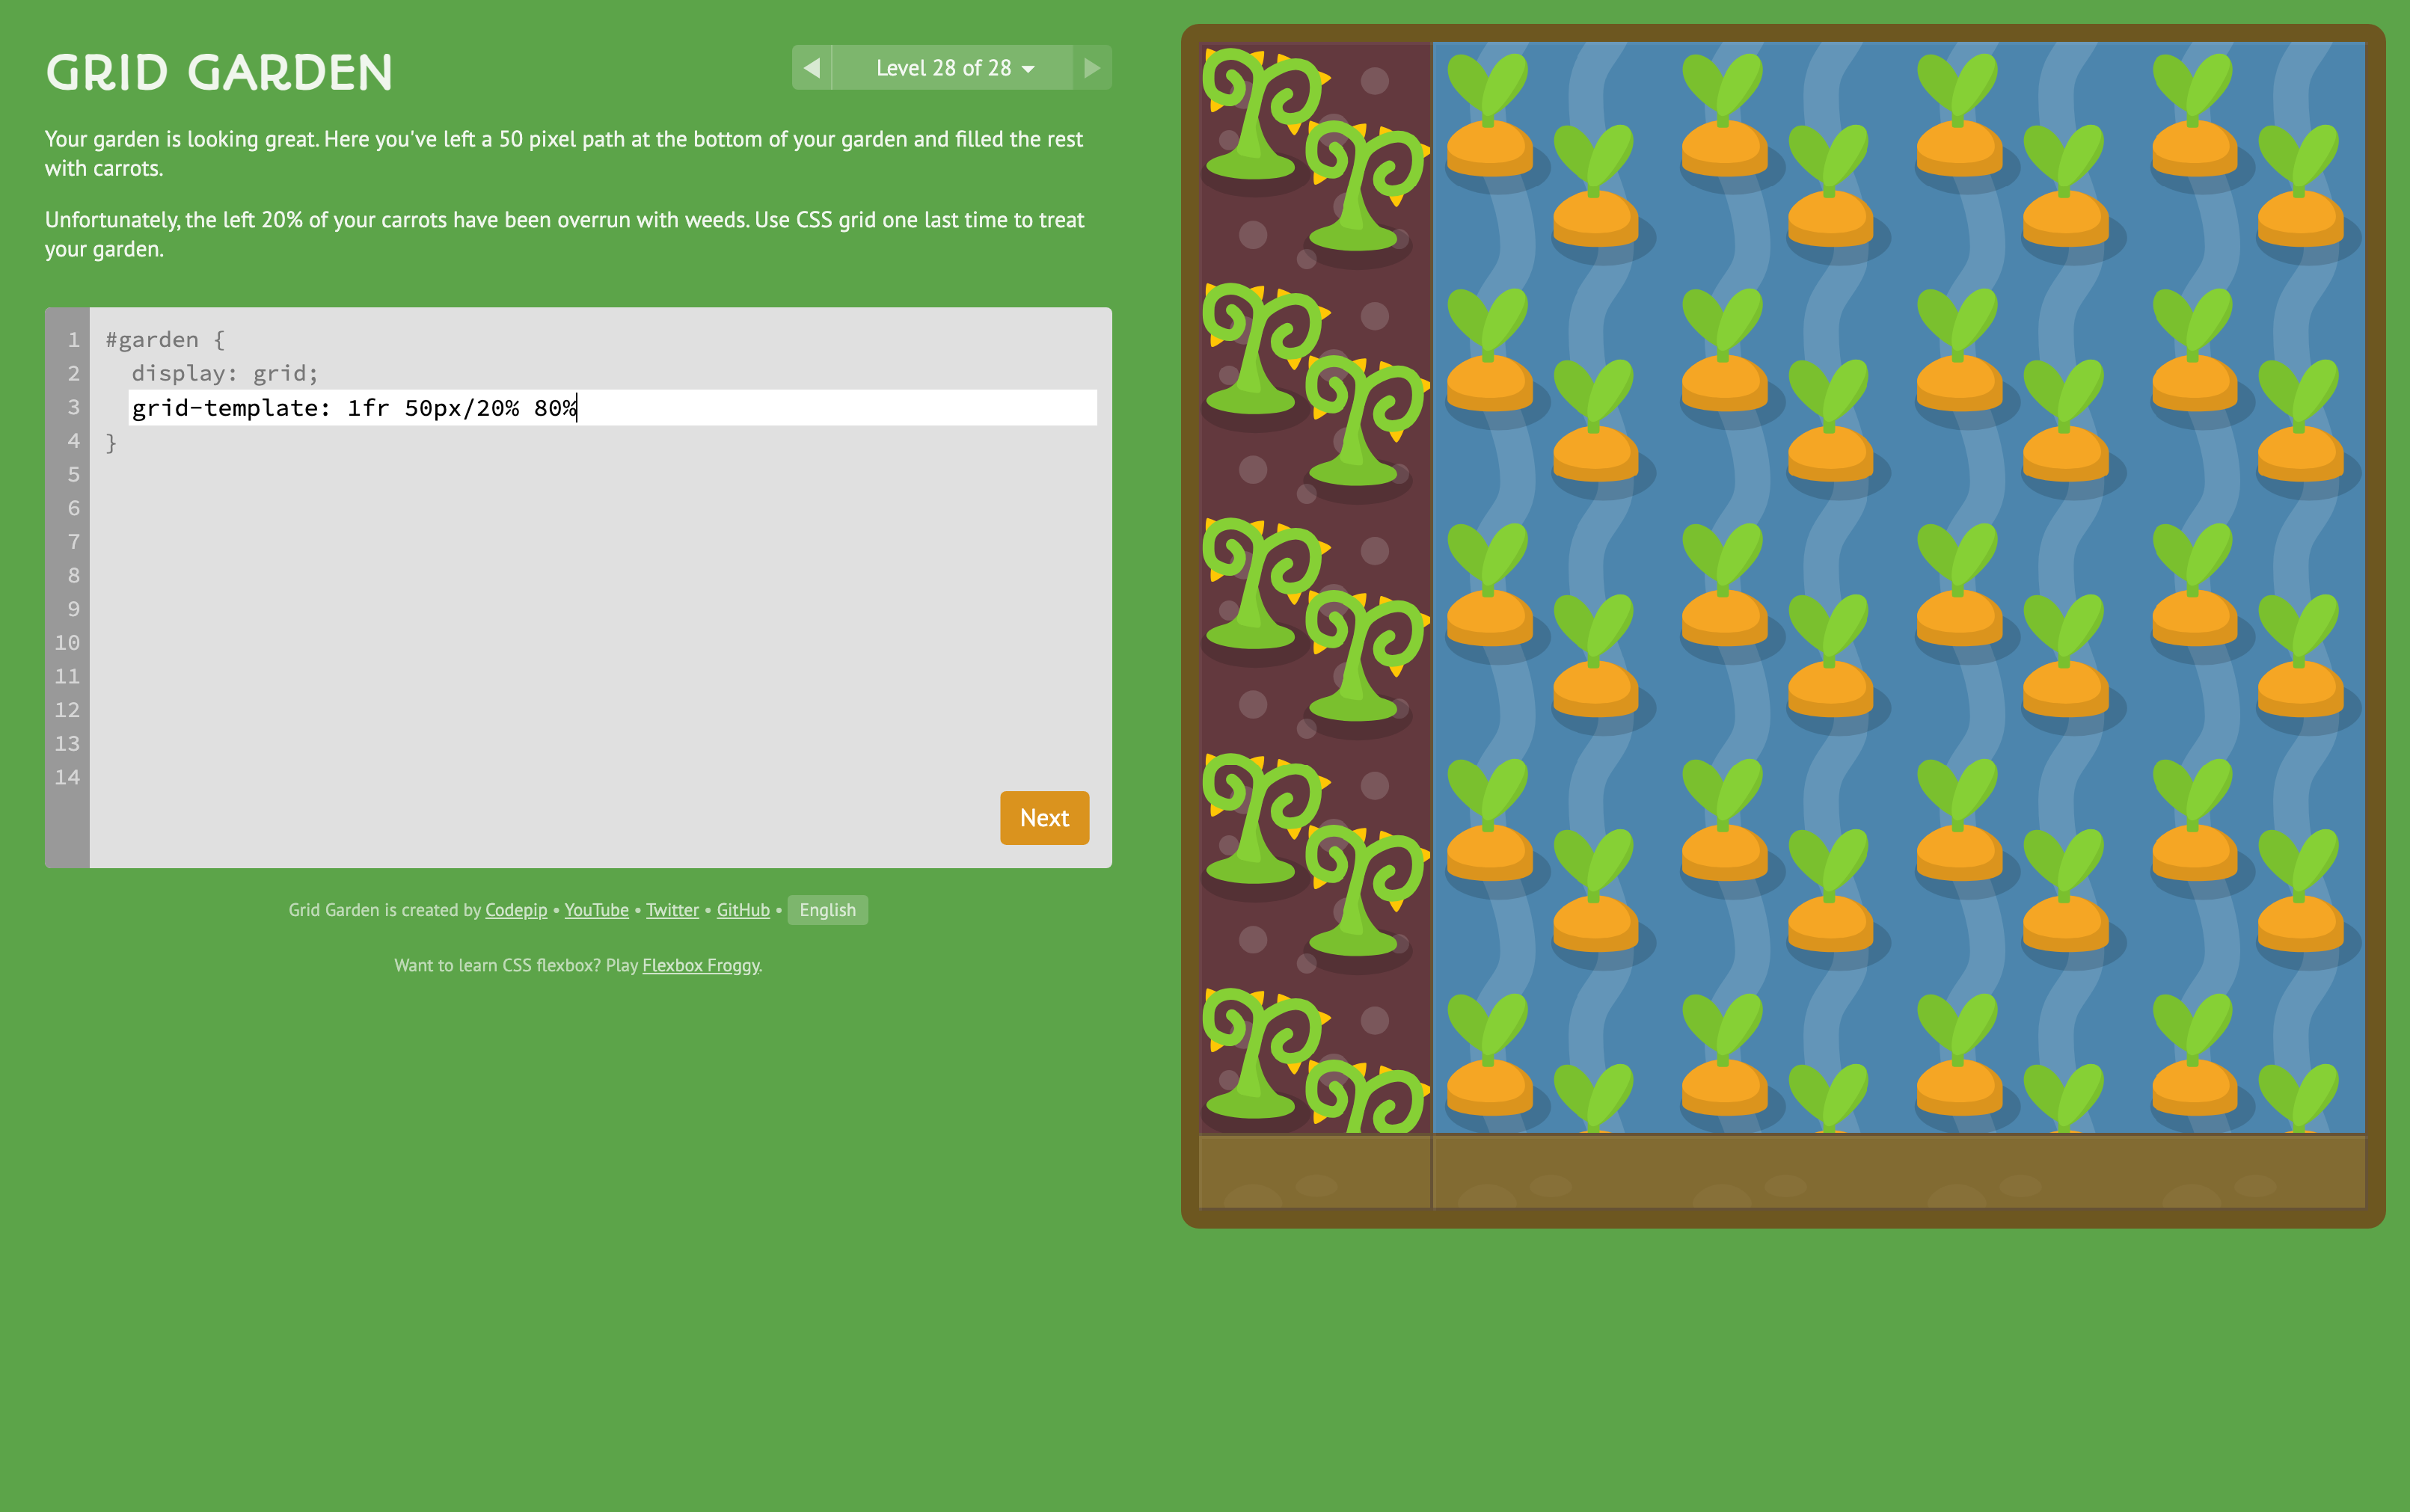 GRID GARDEN
Level 28 of 28
Your garden is looking great. Here you've left a 50 pixel path at the bottom of your garden and filled the rest
with carrots.
Unfortunately, the left 20% of your carrots have been overrun with weeds. Use CSS grid one last time to treat
your garden.
1 #garden {
2 display: grid;
3 grid-template: 1fr 50px/20% 80%
4 }
5
6
7
8
9
10
11
12
13
14
Next
Grid Garden is created by Codepip • YouTube • Twitter • GitHub • English
Want to learn CSS flexbox? Play Flexbox Froggy.